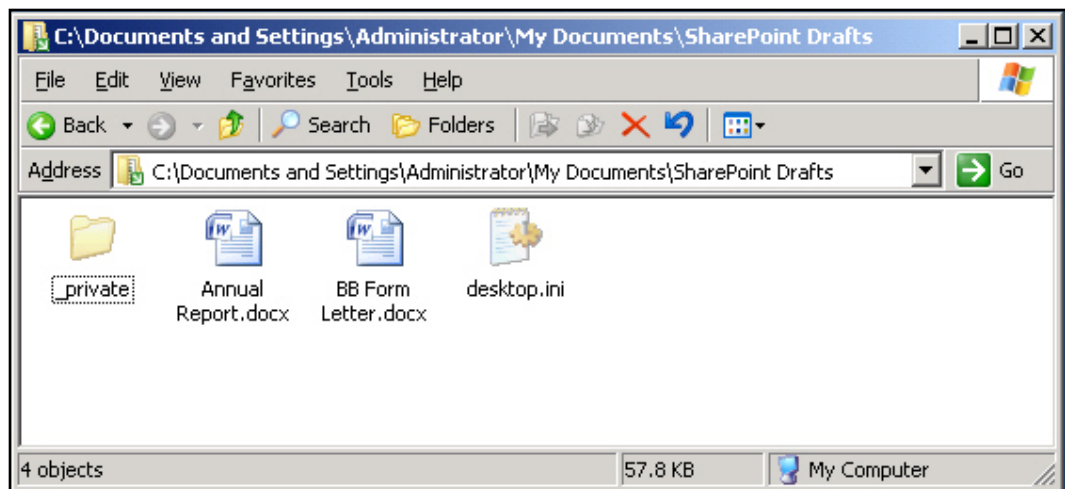 C:\Documents and Settings\Administrator\My Documents\SharePoint Drafts
File Edit View Favorites Tools Help
Back Search Folders
Address C:\Documents and Settings\Administrator\My Documents\SharePoint Drafts Go
_private Annual BB Form desktop.ini
Report.docx Letter.docx
4 objects 57.8 KB My Computer